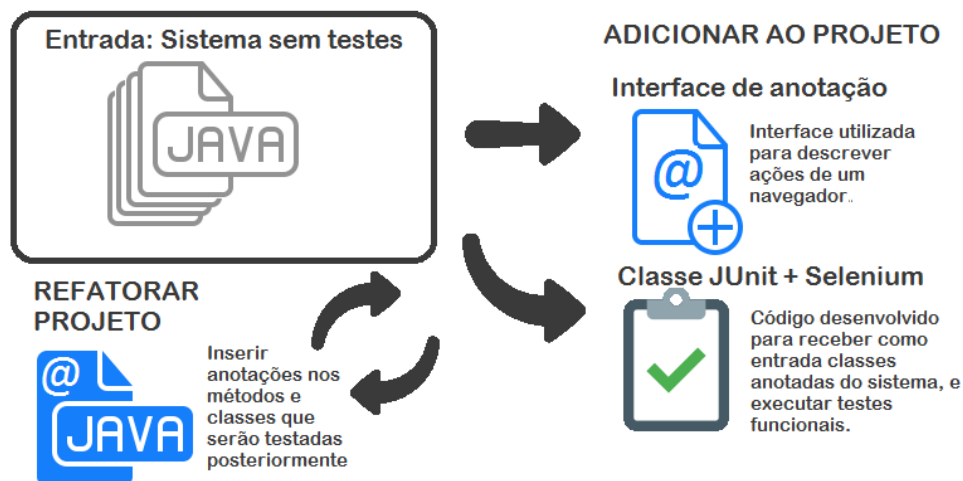 Entrada: Sistema sem testes
JAVA
ADICIONAR AO PROJETO
Interface de anotação
@
Interface utilizada
para descrever
ações de um
navegador..
Classe JUnit + Selenium
Código desenvolvido
para receber como
entrada classes
anotadas do sistema, e
executar testes
funcionais.
REFATORAR
PROJETO
@
JAVA
Inserir
anotações nos
métodos e
classes que
serão testadas
posteriormente